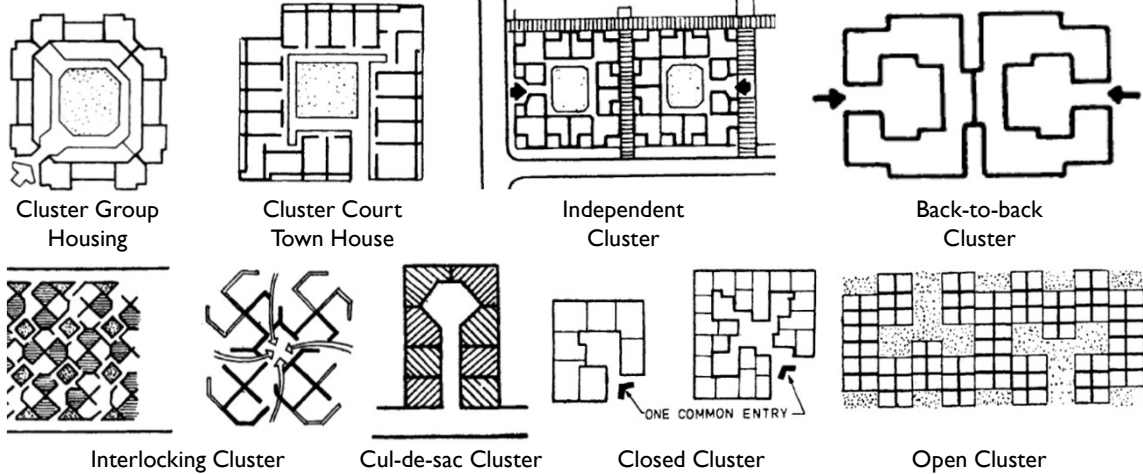 Cluster Group
Housing
Cluster Court
Town House
Independent
Cluster
Back-to-back
Cluster
ONE COMMON ENTRY
Interlocking Cluster
Cul-de-sac Cluster
Closed Cluster
Open Cluster